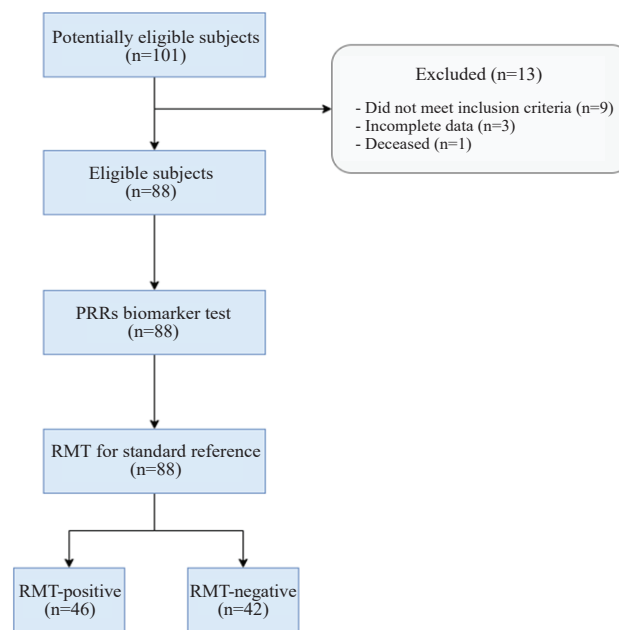 Potentially eligible subjects
(n=101)
Excluded (n=13)
- Did not meet inclusion criteria (n=9)
- Incomplete data (n=3)
- Deceased (n=1)
Eligible subjects
(n=88)
PRRs biomarker test
(n=88)
RMT for standard reference
(n=88)
RMT-positive
(n=46)
RMT-negative
(n=42)